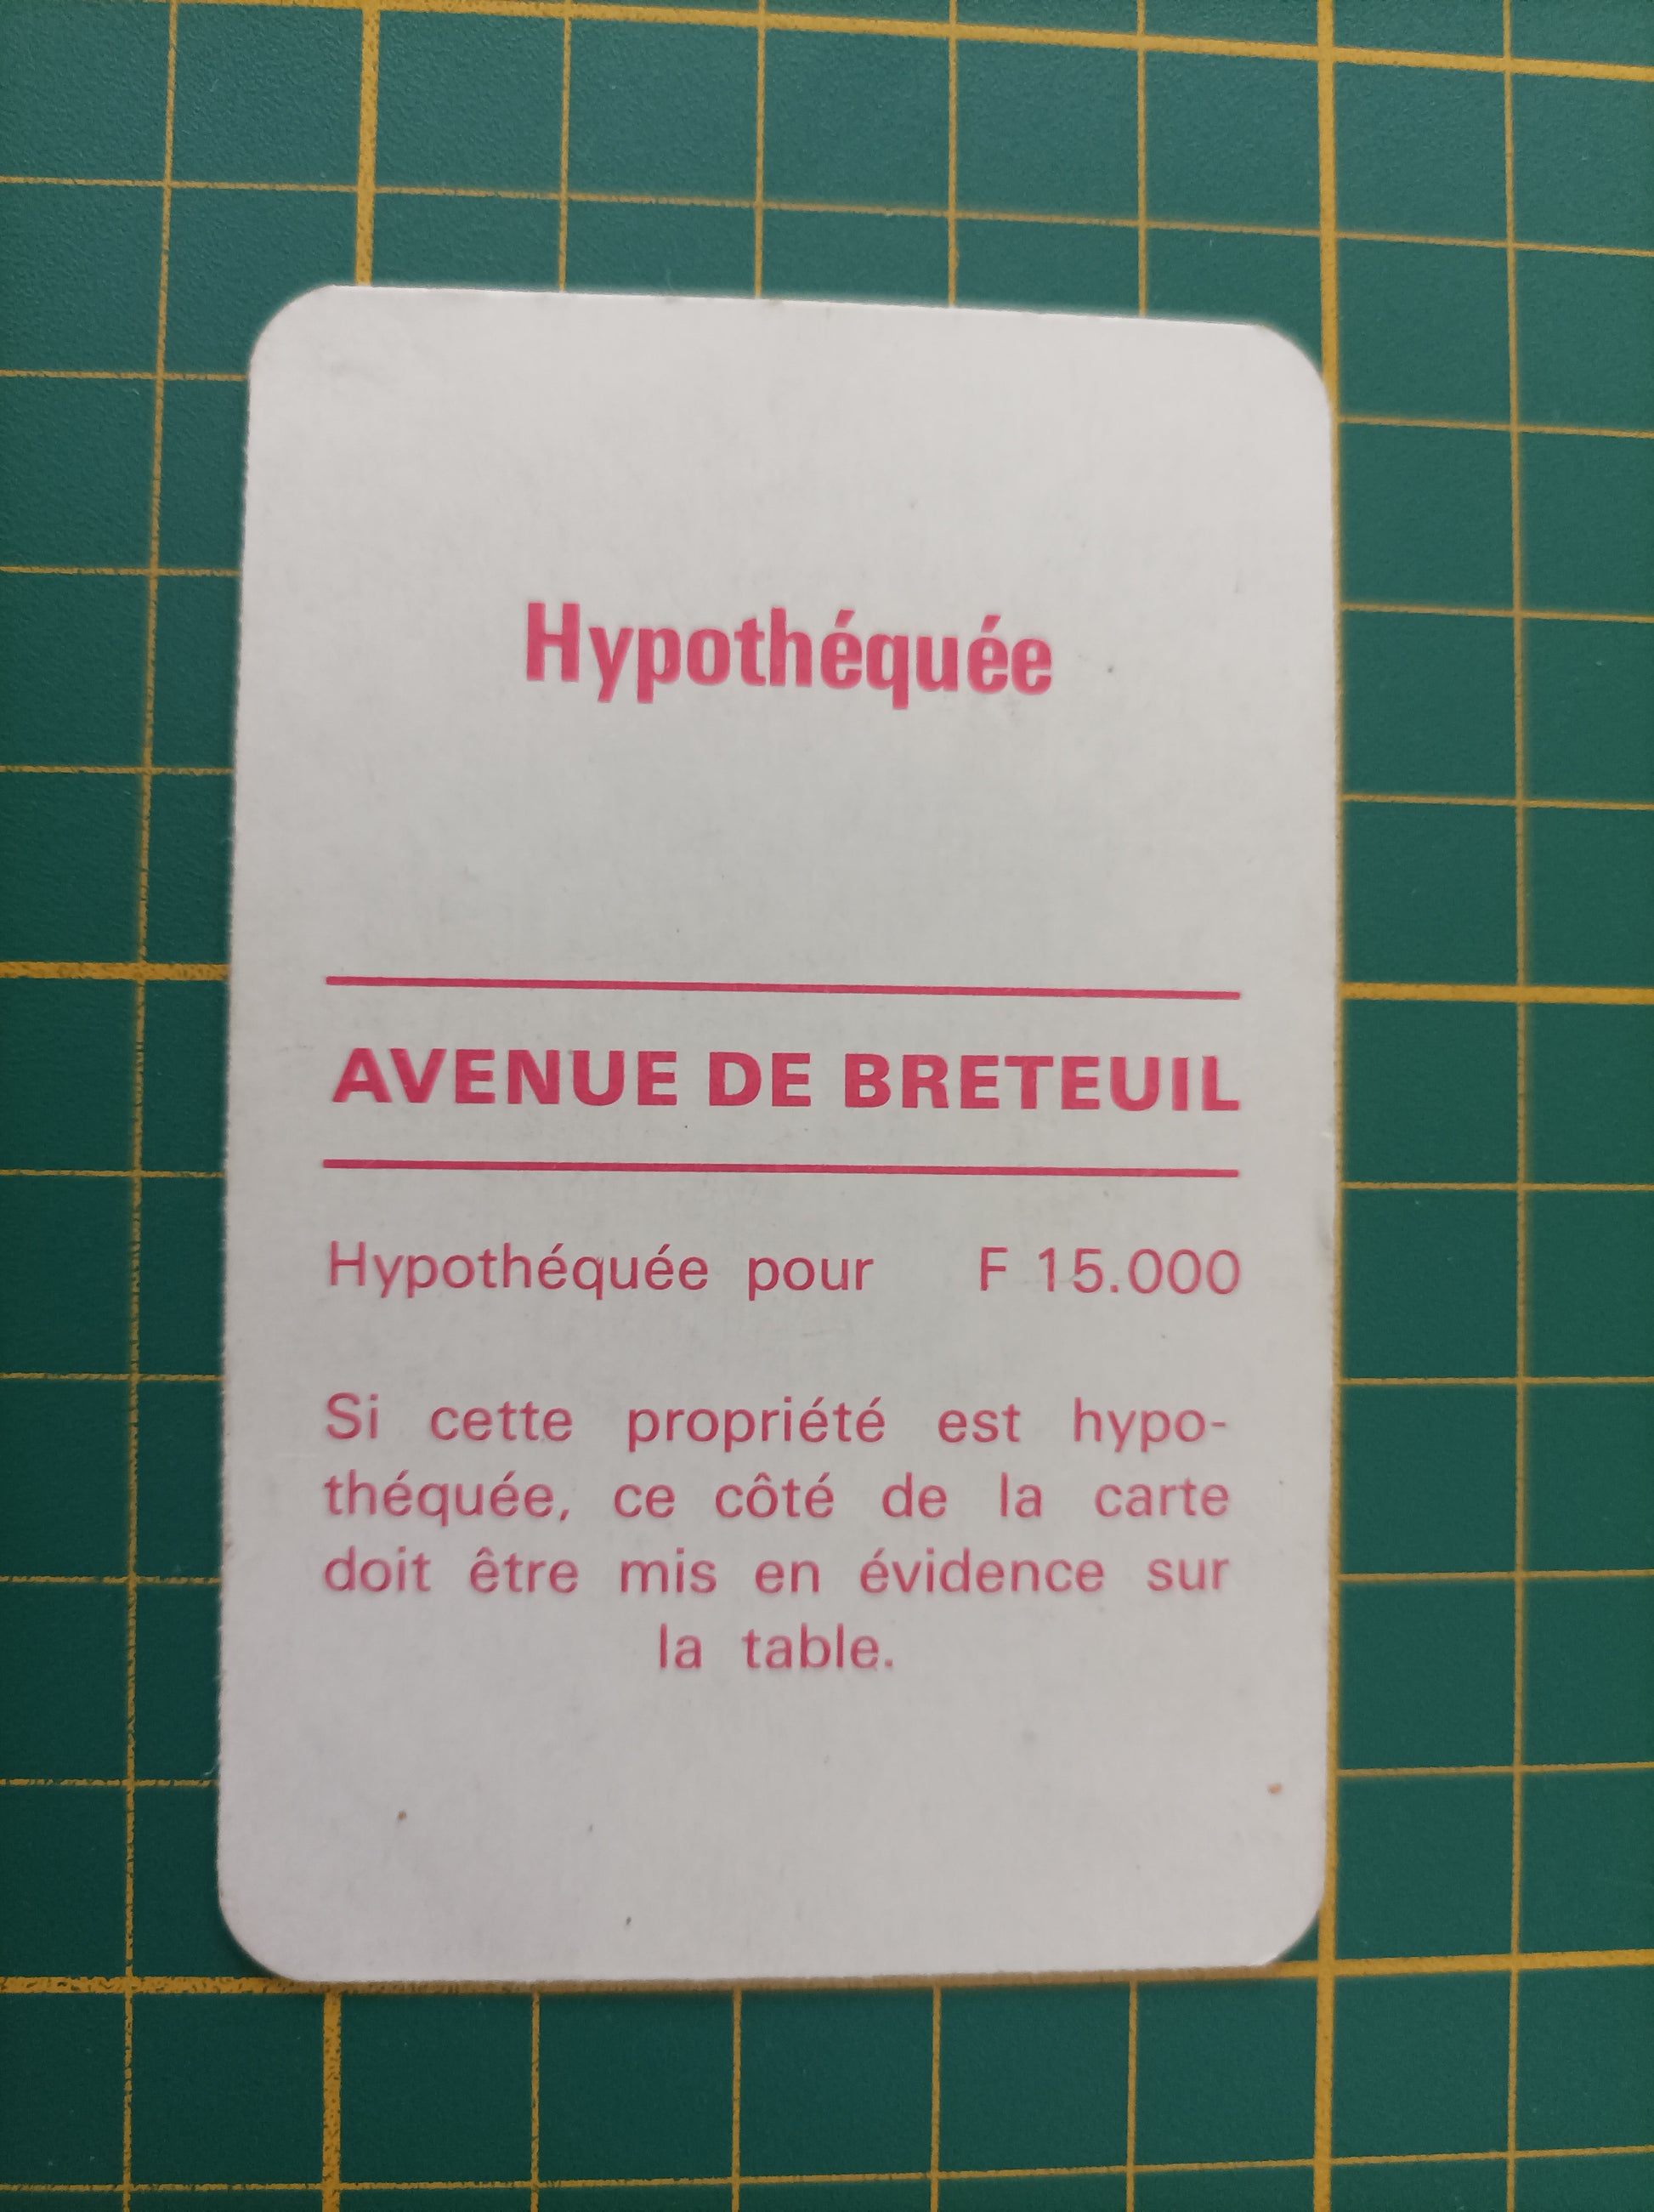 Hypothéquée
AVENUE DE BRETEUIL
Hypothéquée pour F 15.000
Si cette propriété est hypo-
théquée, ce côté de la carte
doit être mis en évidence sur
la table.